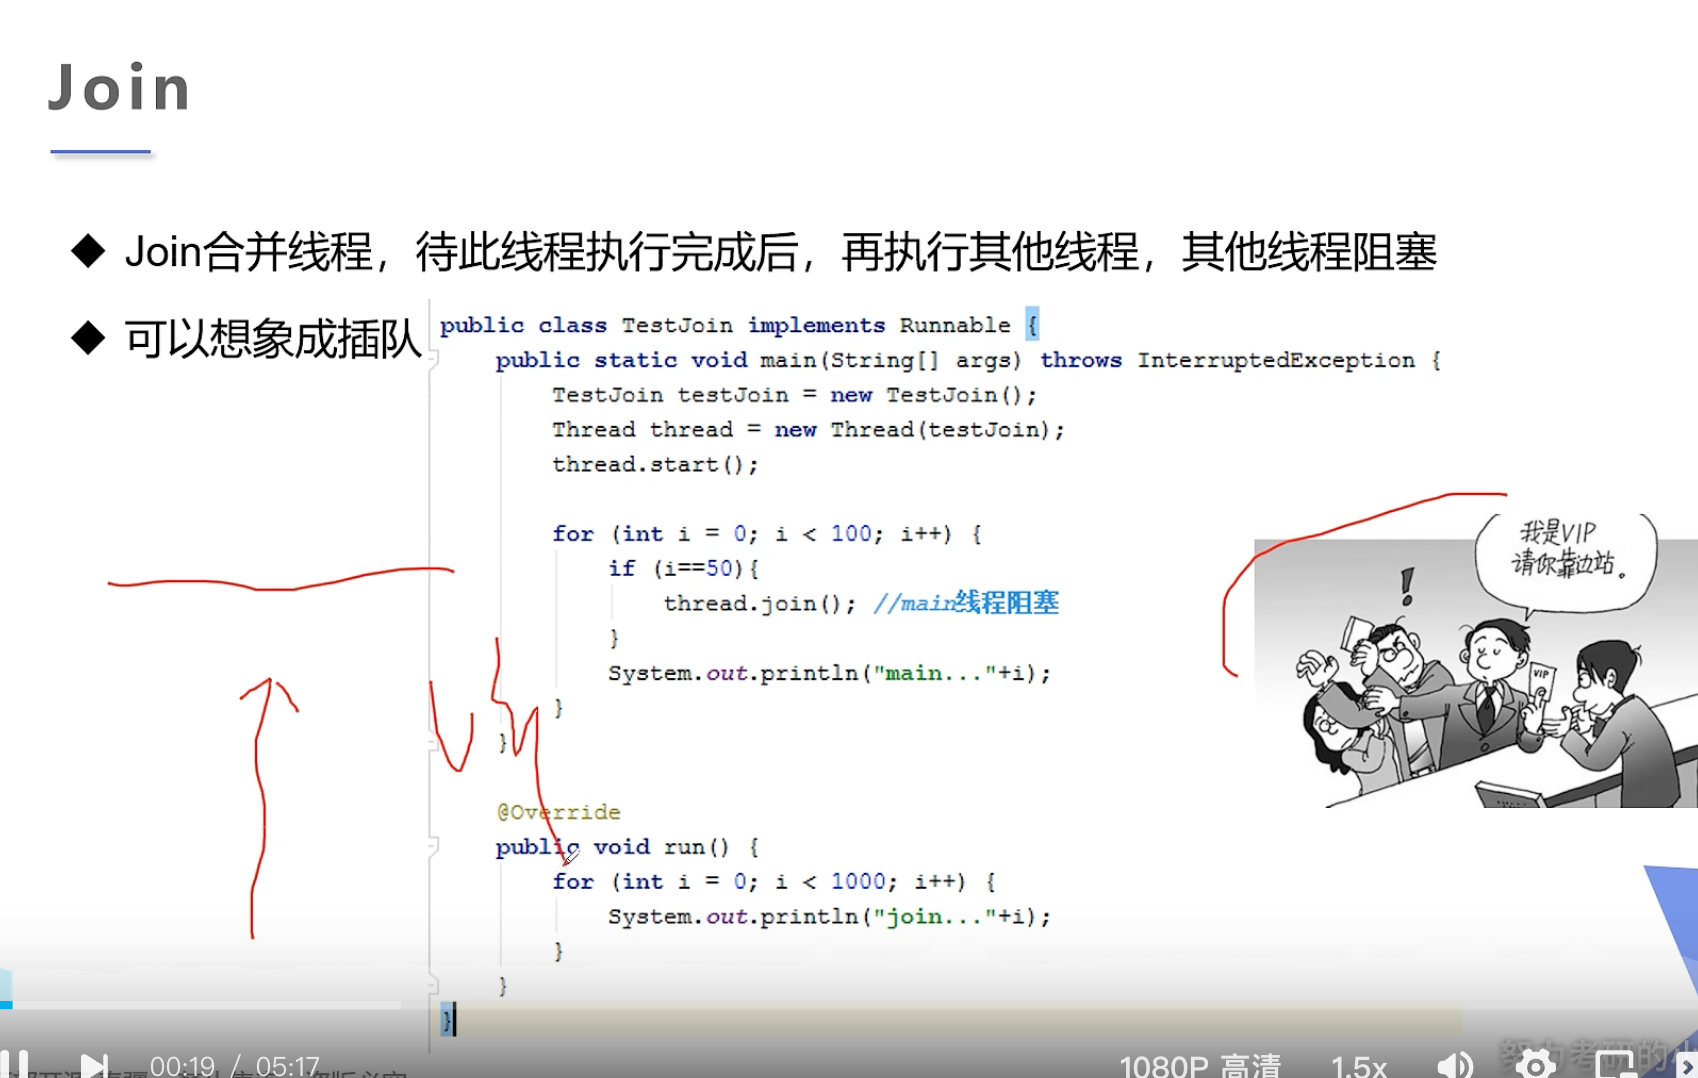 Join
◆ Join合并线程，待此线程执行完成后，再执行其他线程，其他线程阻塞
◆ 可以想象成插队
public class TestJoin implements Runnable {
public static void main(String[] args) throws InterruptedException {
TestJoin testJoin = new TestJoin();
Thread thread = new Thread(testJoin);
thread.start();
for (int i = 0; i < 100; i++) {
if (i==50){
thread.join(); //main线程阻塞
}
System.out.println("main..."+i);
}
}
@Override
public void run() {
for (int i = 0; i < 1000; i++) {
System.out.println("join..."+i);
}
}
}
我是VIP
请你靠边站。
!
VIP
00:19 / 05:17
1080P 高清
1.5x
努力考研的小